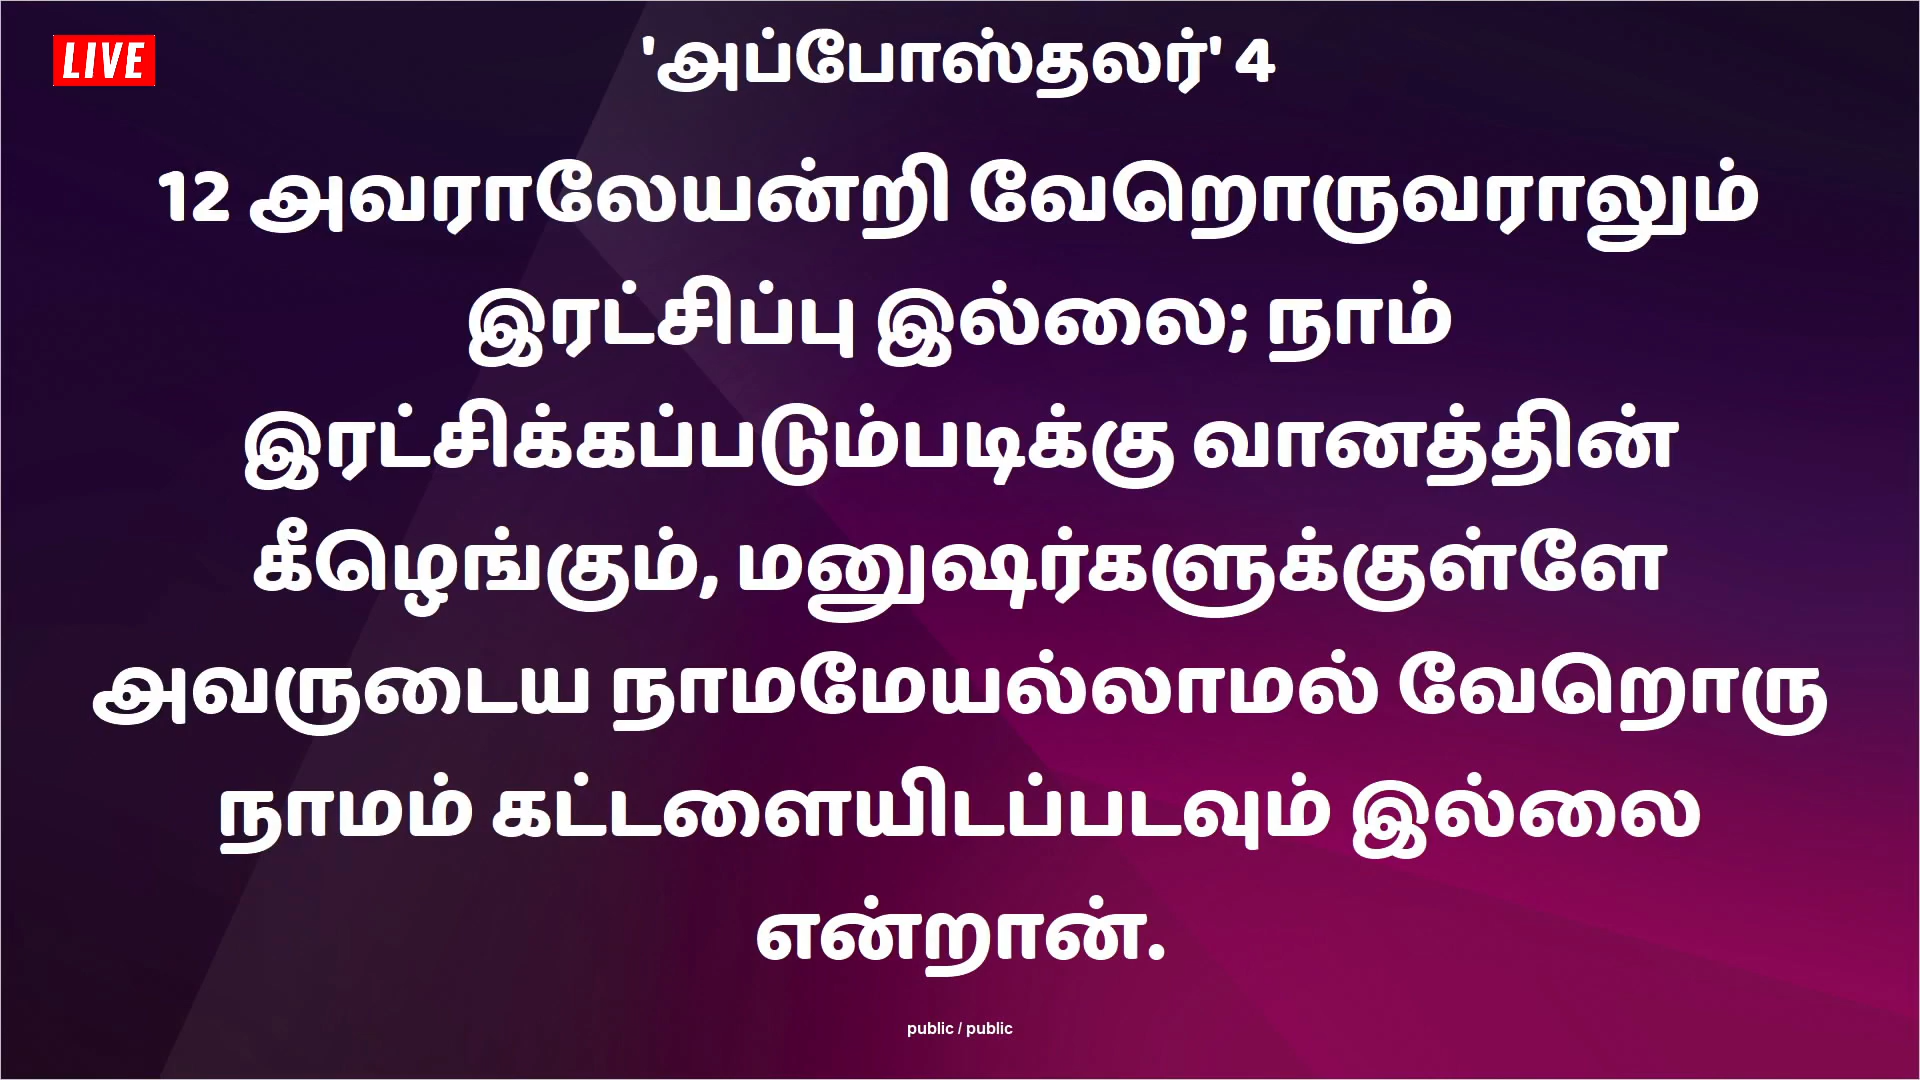 LIVE
'அப்போஸ்தலர்' 4
12 அவராலேயன்றி வேறொருவராலும்
இரட்சிப்பு இல்லை; நாம்
இரட்சிக்கப்படும்படிக்கு வானத்தின்
கீழெங்கும், மனுஷர்களுக்குள்ளே
அவருடைய நாமமேயல்லாமல் வேறொரு
நாமம் கட்டளையிடப்படவும் இல்லை
என்றான்.
public / public